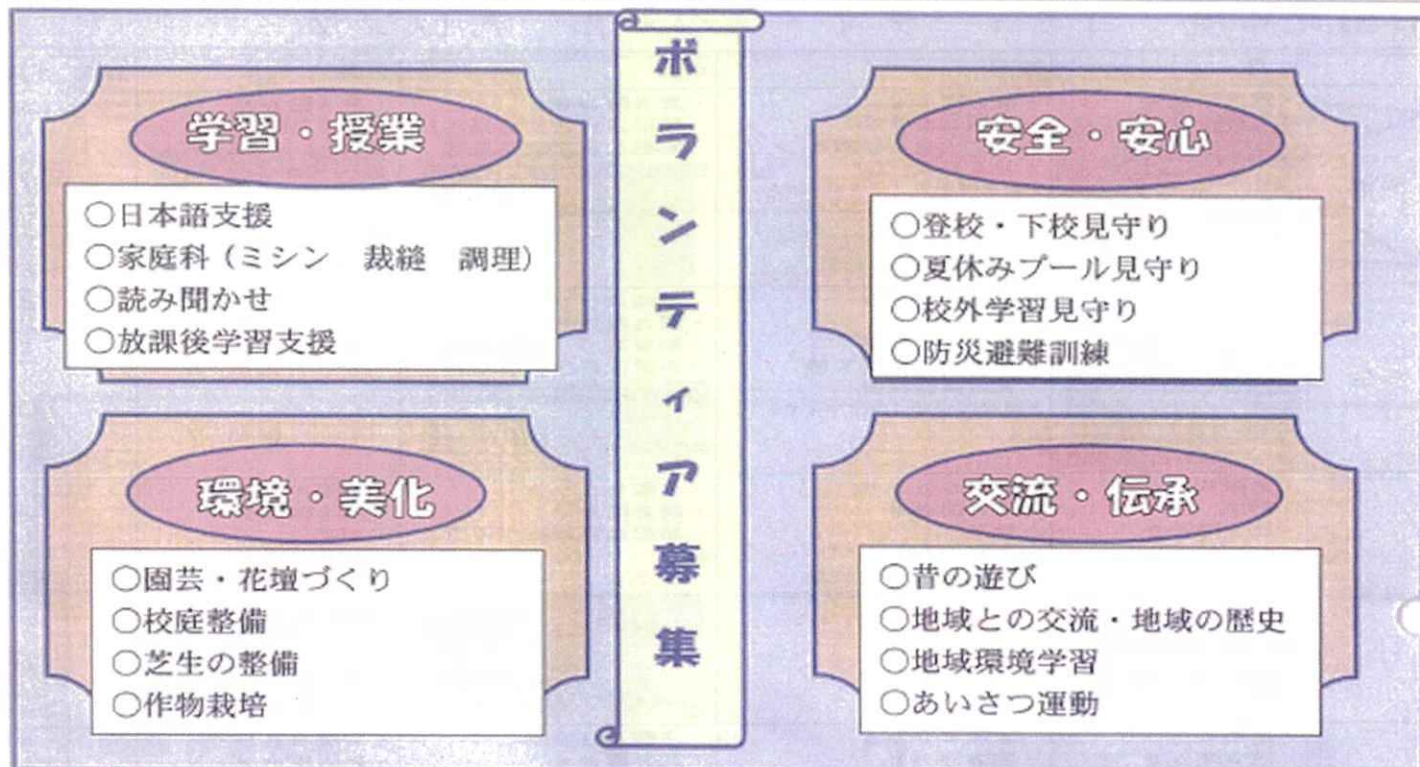 ボランティア募集
学習・授業
○日本語支援
○家庭科（ミシン　裁縫　調理）
○読み聞かせ
○放課後学習支援
安全・安心
○登校・下校見守り
○夏休みプール見守り
○校外学習見守り
○防災避難訓練
環境・美化
○園芸・花壇づくり
○校庭整備
○芝生の整備
○作物栽培
交流・伝承
○昔の遊び
○地域との交流・地域の歴史
○地域環境学習
○あいさつ運動